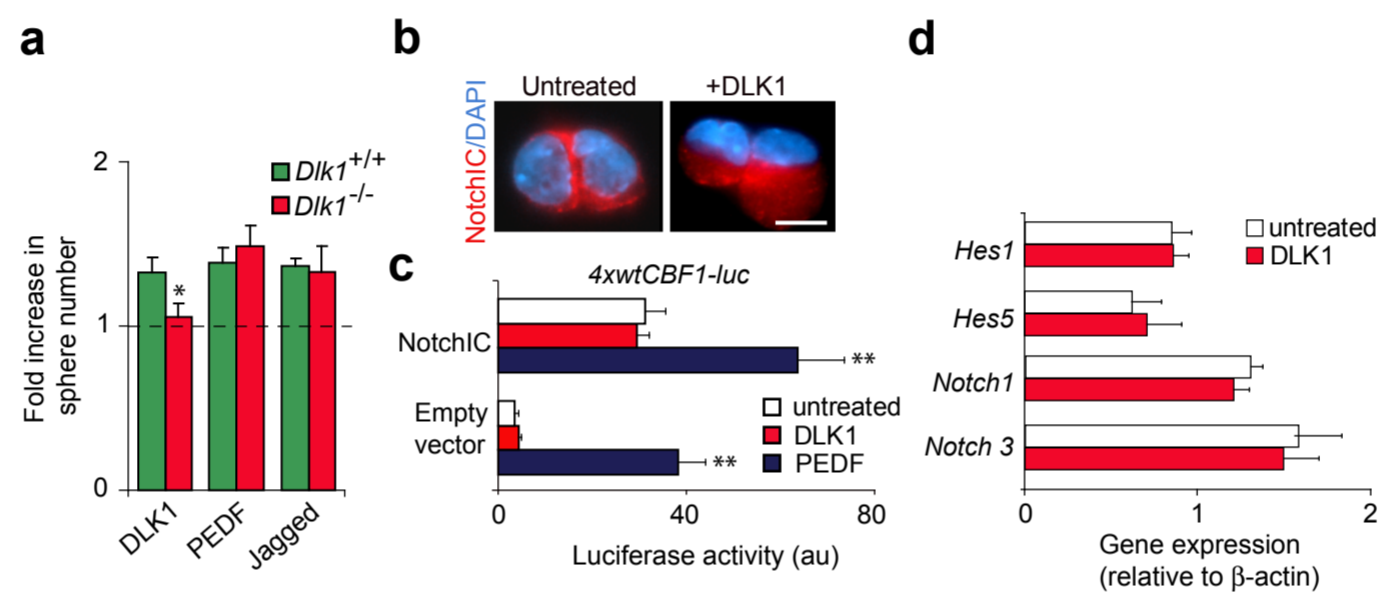 a
2
1
0
Fold increase in
sphere number
Dlk1+/+
Dlk1-/-
*
DLK1
PEDF
Jagged
b
Untreated
+DLK1
NotchIC/DAPI
c
4xwtCBF1-luc
NotchIC
**
Empty
vector
**
untreated
DLK1
PEDF
0
40
80
Luciferase activity (au)
d
untreated
DLK1
Hes1
Hes5
Notch1
Notch 3
0
1
2
Gene expression
(relative to β-actin)